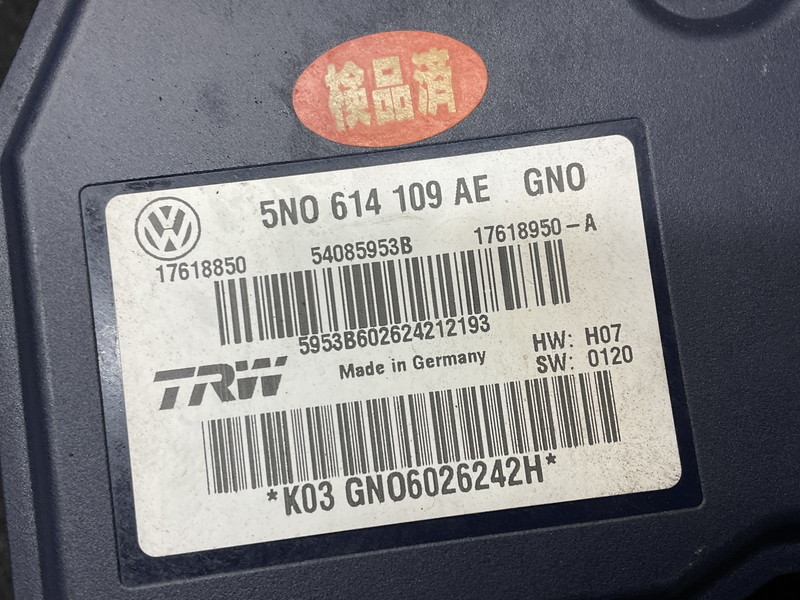 検品済
5N0 614 109 AE GNO
17618850 54085953B 17618950-A
5953B602624212193
Made in Germany
HW: H07
SW: 0120
TRW
*K03 GNO6026242H*